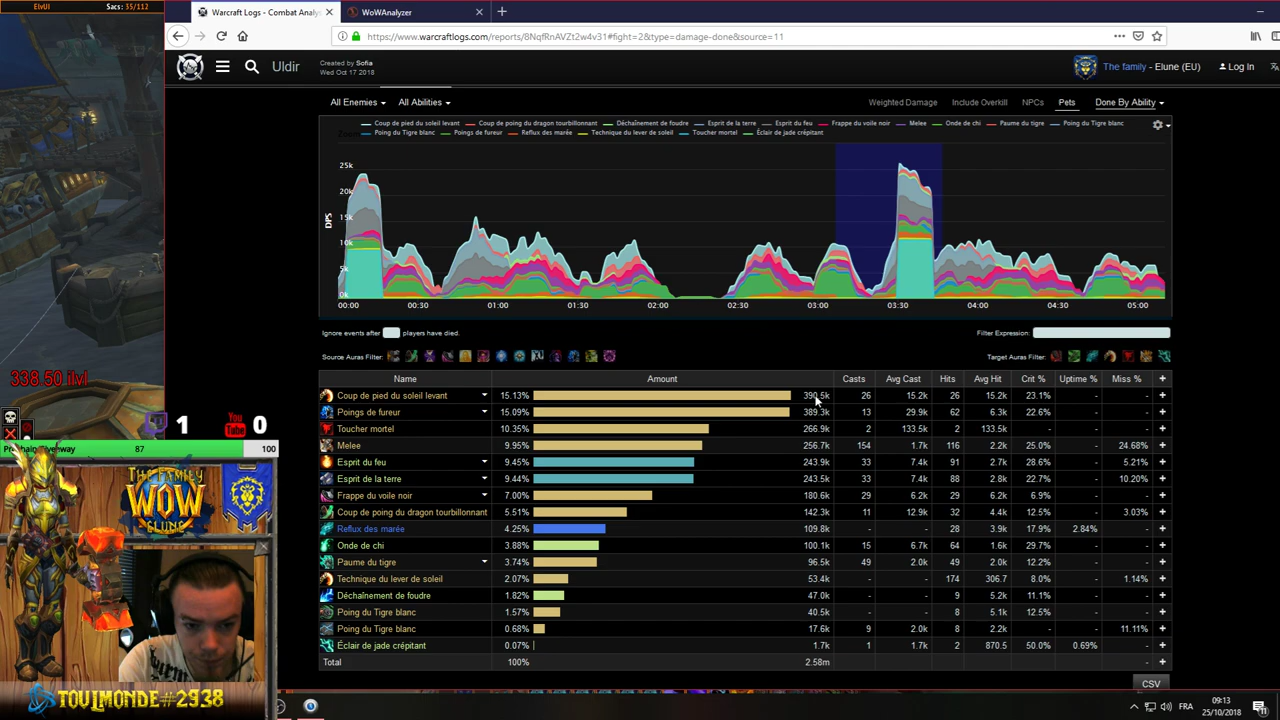 ElvUI
Sacs: 35/112
Warcraft Logs - Combat Analys
WoWAnalyzer
https://www.warcraftlogs.com/reports/8NqfRnAVZt2w4v31#fight=2&type=damage-done&source=11
Uldir
Created by Sofia
Wed Oct 17 2018
The family - Elune (EU)
Log In
All Enemies
All Abilities
Weighted Damage
Include Overkill
NPCs
Pets
Done By Ability
Coup de pied du soleil levant
Coup de poing du dragon tourbillonnant
Déchaînement de foudre
Esprit de la terre
Esprit du feu
Frappe du voile noir
Melee
Onde de chi
Paume du tigre
Poing du Tigre blanc
Poing du Tigre blanc
Poings de fureur
Reflux des marée
Technique du lever de soleil
Toucher mortel
Éclair de jade crépitant
25k
20k
15k
10k
5k
0k
DPS
00:00 00:30 01:00 01:30 02:00 02:30 03:00 03:30 04:00 04:30 05:00
Ignore events after players have died.
Filter Expression:
Source Auras Filter:
Target Auras Filter:
Name Amount Casts Avg Cast Hits Avg Hit Crit % Uptime % Miss % +
Coup de pied du soleil levant 15.13% 390.5k 26 15.2k 26 15.2k 23.1% - - +
Poings de fureur 15.09% 389.3k 13 29.9k 62 6.3k 22.6% - - +
Toucher mortel 10.35% 266.9k 2 133.5k 2 133.5k - - - +
Melee 9.95% 256.7k 154 1.7k 116 2.2k 25.0% - 24.68% +
Esprit du feu 9.45% 243.9k 33 7.4k 91 2.7k 28.6% - 5.21% +
Esprit de la terre 9.44% 243.5k 33 7.4k 88 2.8k 22.7% - 10.20% +
Frappe du voile noir 7.00% 180.6k 29 6.2k 29 6.2k 6.9% - - +
Coup de poing du dragon tourbillonnant 5.51% 142.3k 11 12.9k 32 4.4k 12.5% - 3.03% +
Reflux des marée 4.25% 109.8k - - 28 3.9k 17.9% 2.84% - +
Onde de chi 3.88% 100.1k 15 6.7k 64 1.6k 29.7% - - +
Paume du tigre 3.74% 96.5k 49 2.0k 49 2.0k 12.2% - - +
Technique du lever de soleil 2.07% 53.4k - - 174 306.7 8.0% - 1.14% +
Déchaînement de foudre 1.82% 47.0k - - 9 5.2k 11.1% - - +
Poing du Tigre blanc 1.57% 40.5k - - 8 5.1k 12.5% - - +
Poing du Tigre blanc 0.68% 17.6k 9 2.0k 8 2.2k - - 11.11% +
Éclair de jade crépitant 0.07% 1.7k 1 1.7k 2 870.5 50.0% 0.69% - +
Total 100% 2.58m - +
CSV
338.50 ilvl
1
You
Tube
0
87
100
THE FAMILY
WOW
ELUNE
TOUTMONDE#2938
FRA
09:13
25/10/2018
11